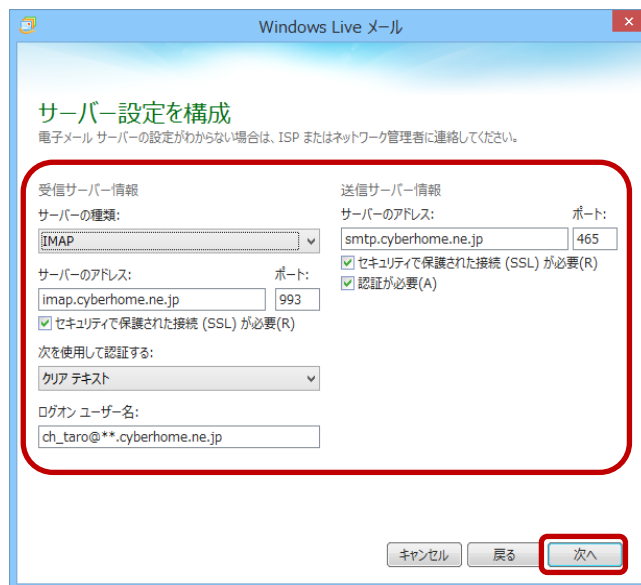 Windows Live メール
サーバー設定を構成
電子メール サーバーの設定がわからない場合は、ISP またはネットワーク管理者に連絡してください。
受信サーバー情報
サーバーの種類:
IMAP
サーバーのアドレス:
ポート:
imap.cyberhome.ne.jp
993
セキュリティで保護された接続 (SSL) が必要(R)
次を使用して認証する:
クリア テキスト
ログオン ユーザー名:
ch_taro@**.cyberhome.ne.jp
送信サーバー情報
サーバーのアドレス:
ポート:
smtp.cyberhome.ne.jp
465
セキュリティで保護された接続 (SSL) が必要(R)
認証が必要(A)
キャンセル
戻る
次へ